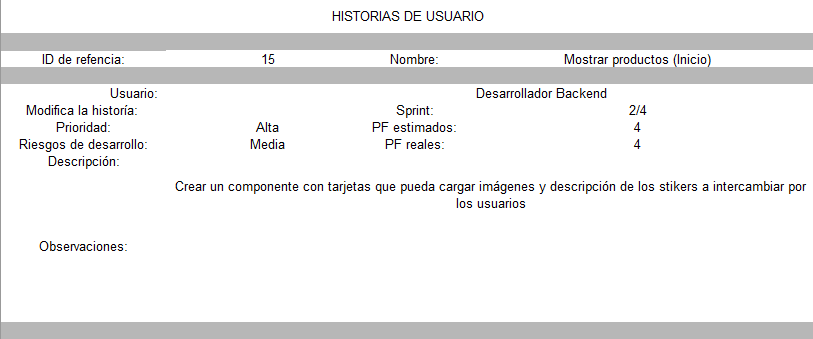 HISTORIAS DE USUARIO
ID de refencia: 15 Nombre: Mostrar productos (Inicio)
Usuario: Desarrollador Backend
Modifica la historía: Sprint: 2/4
Prioridad: Alta PF estimados: 4
Riesgos de desarrollo: Media PF reales: 4
Descripción:
Crear un componente con tarjetas que pueda cargar imágenes y descripción de los stikers a intercambiar por
los usuarios
Observaciones: